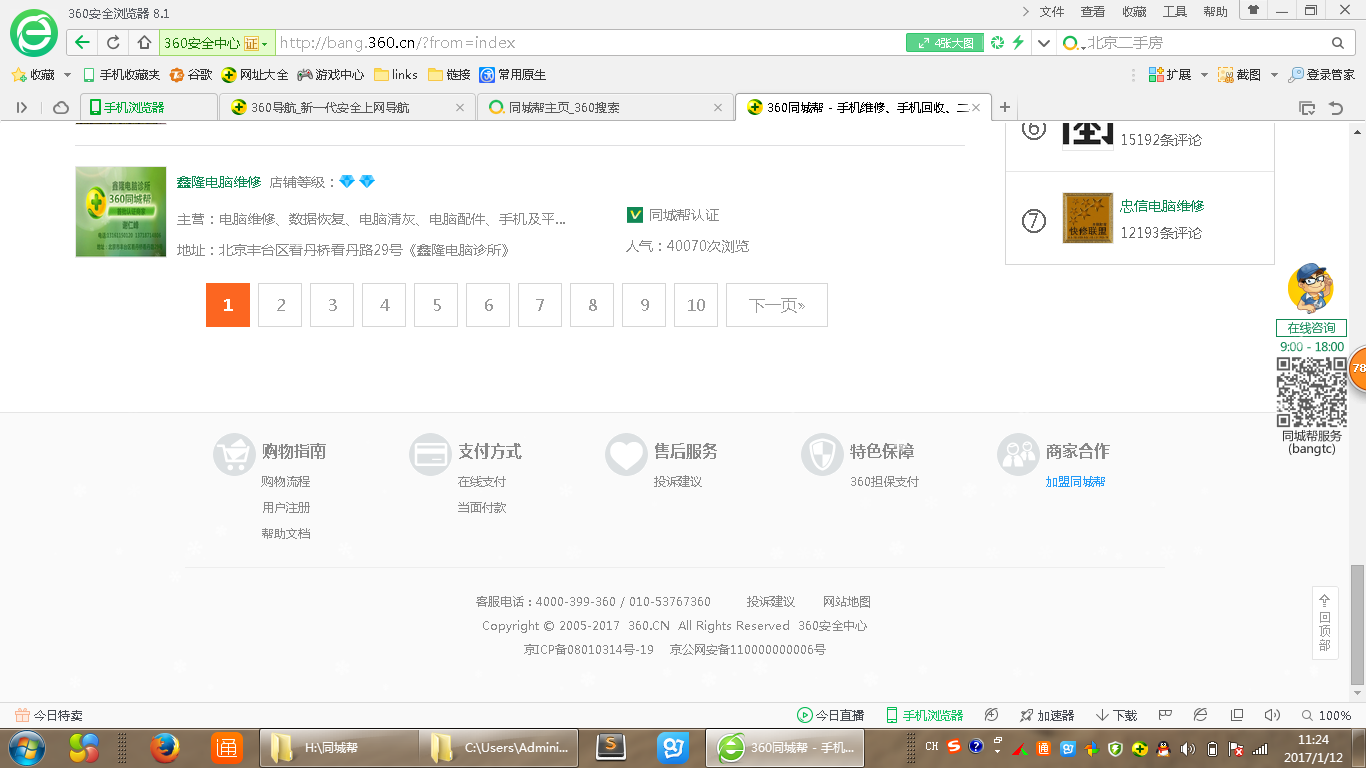 360安全浏览器 8.1
文件 查看 收藏 工具 帮助
360安全中心 证 http://bang.360.cn/?from=index 4张大图 北京二手房
收藏 手机收藏夹 谷歌 网址大全 游戏中心 links 链接 常用原生 扩展 截图 登录管家
手机浏览器 360导航_新一代安全上网导航 同城帮主页_360搜索 360同城帮 - 手机维修、手机回收、二
6 15192条评论
鑫隆电脑诊所
360同城帮
鑫隆电脑维修 店铺等级：
主营：电脑维修、数据恢复、电脑清灰、电脑配件、手机及平...
地址：北京丰台区看丹桥看丹路29号《鑫隆电脑诊所》
同城帮认证
人气：40070次浏览
7 快修联盟 忠信电脑维修
12193条评论
1 2 3 4 5 6 7 8 9 10 下一页»
在线咨询
9:00 - 18:00
78
同城帮服务
(bangtc)
购物指南 支付方式 售后服务 特色保障 商家合作
购物流程 在线支付 投诉建议 360担保支付 加盟同城帮
用户注册 当面付款
帮助文档
客服电话：4000-399-360 / 010-53767360 投诉建议 网站地图
Copyright © 2005-2017 360.CN All Rights Reserved 360安全中心
京ICP备08010314号-19 京公网安备110000000006号
回顶部
今日特卖 今日直播 手机浏览器 加速器 下载 100%
通 H:\同城帮 C:\Users\Admini... S 360同城帮 - 手机... CH 11:24
2017/1/12